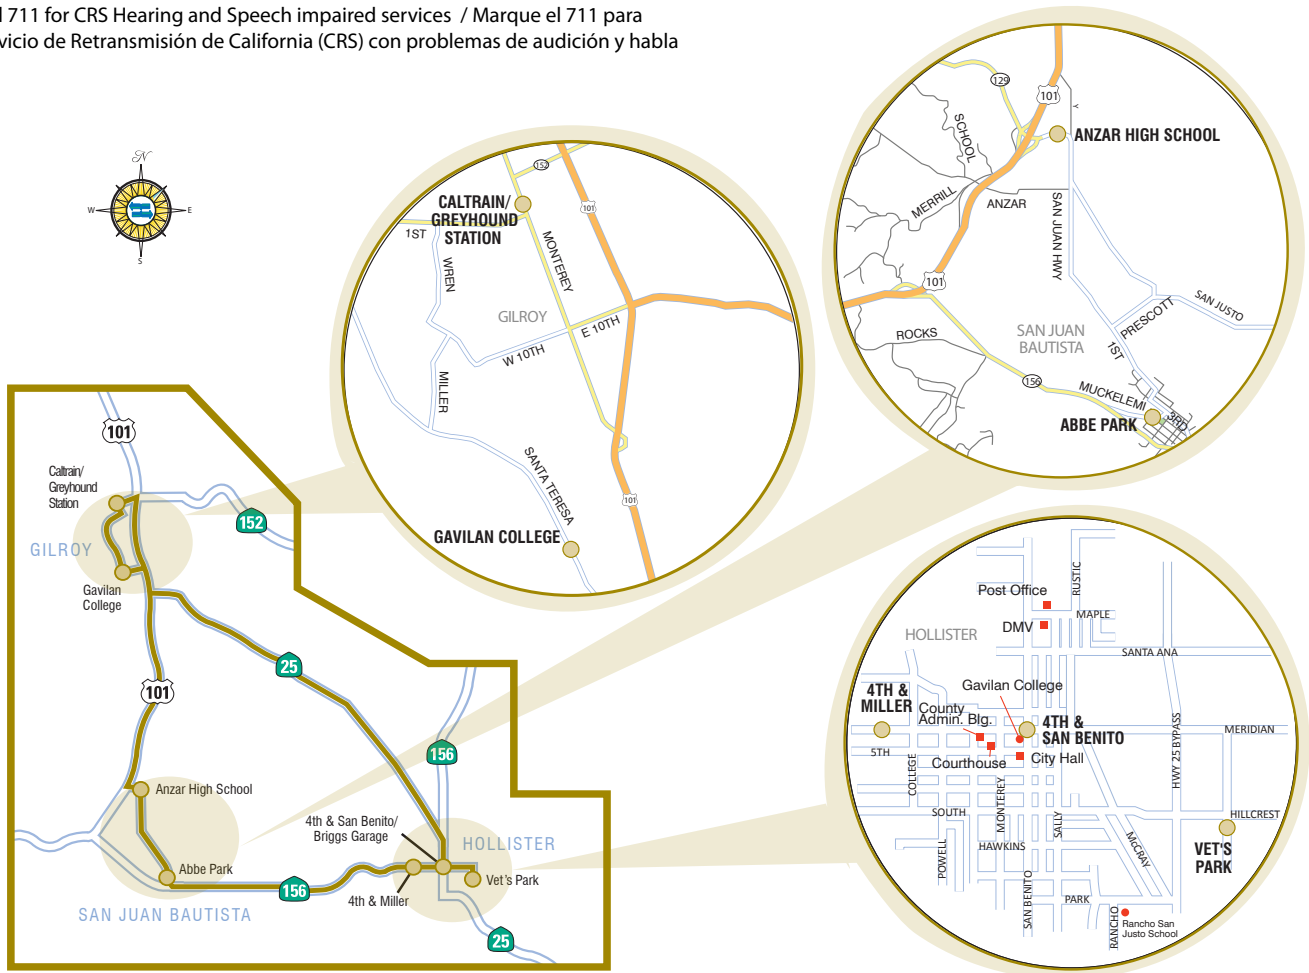 l 711 for CRS Hearing and Speech impaired services / Marque el 711 para
vicio de Retransmisión de California (CRS) con problemas de audición y habla
N
W
E
S
152
CALTRAIN/
GREYHOUND
STATION
101
1ST
WREN
MONTEREY
GILROY
E 10TH
W 10TH
MILLER
SANTA TERESA
101
GAVILAN COLLEGE
129
101
Y
SCHOOL
ANZAR HIGH SCHOOL
MERRILL
ANZAR
SAN JUAN HWY
101
SAN JUSTO
PRESCOTT
ROCKS
SAN JUAN
BAUTISTA
1ST
156
MUCKELEMI
3RD
ABBE PARK
101
Caltrain/
Greyhound
Station
152
GILROY
Gavilan
College
25
101
156
Anzar High School
4th & San Benito/
Briggs Garage
HOLLISTER
Abbe Park
Vet's Park
156
4th & Miller
SAN JUAN BAUTISTA
25
RUSTIC
Post Office
MAPLE
DMV
HOLLISTER
SANTA ANA
Gavilan College
4TH &
MILLER
County
Admin. Blg.
4TH &
SAN BENITO
MERIDIAN
HWY 25 BYPASS
5TH
Courthouse
City Hall
COLLEGE
MONTEREY
SOUTH
SALLY
HILLCREST
McCRAY
POWELL
HAWKINS
VET'S
PARK
SAN BENITO
PARK
RANCHO
Rancho San
Justo School